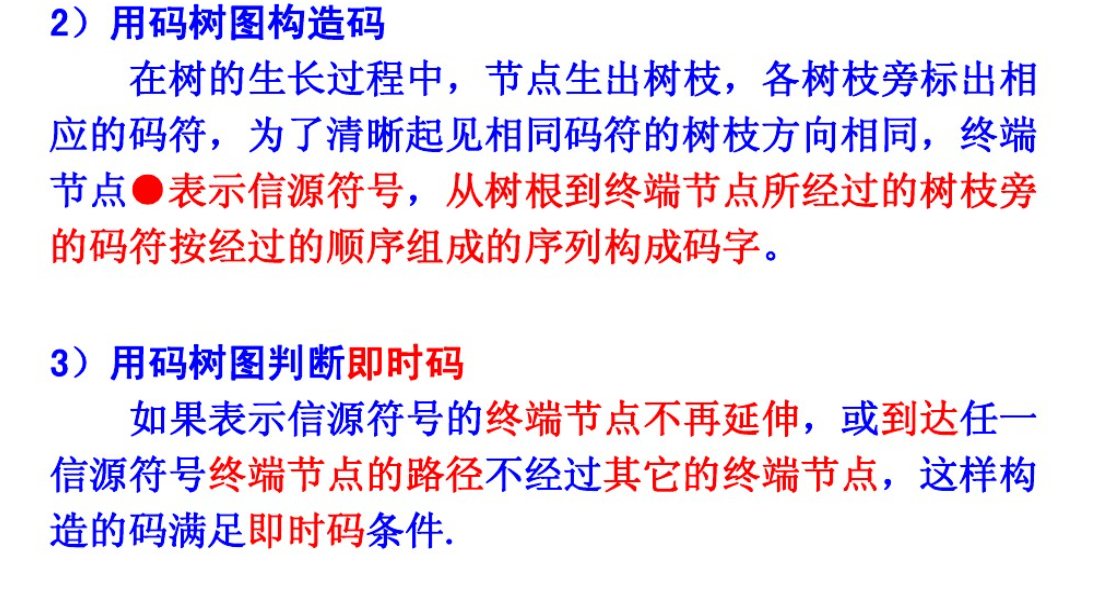 2）用码树图构造码
在树的生长过程中，节点生出树枝，各树枝旁标出相
应的码符，为了清晰起见相同码符的树枝方向相同，终端
节点●表示信源符号，从树根到终端节点所经过的树枝旁
的码符按经过的顺序组成的序列构成码字。
3）用码树图判断即时码
如果表示信源符号的终端节点不再延伸，或到达任一
信源符号终端节点的路径不经过其它的终端节点，这样构
造的码满足即时码条件.